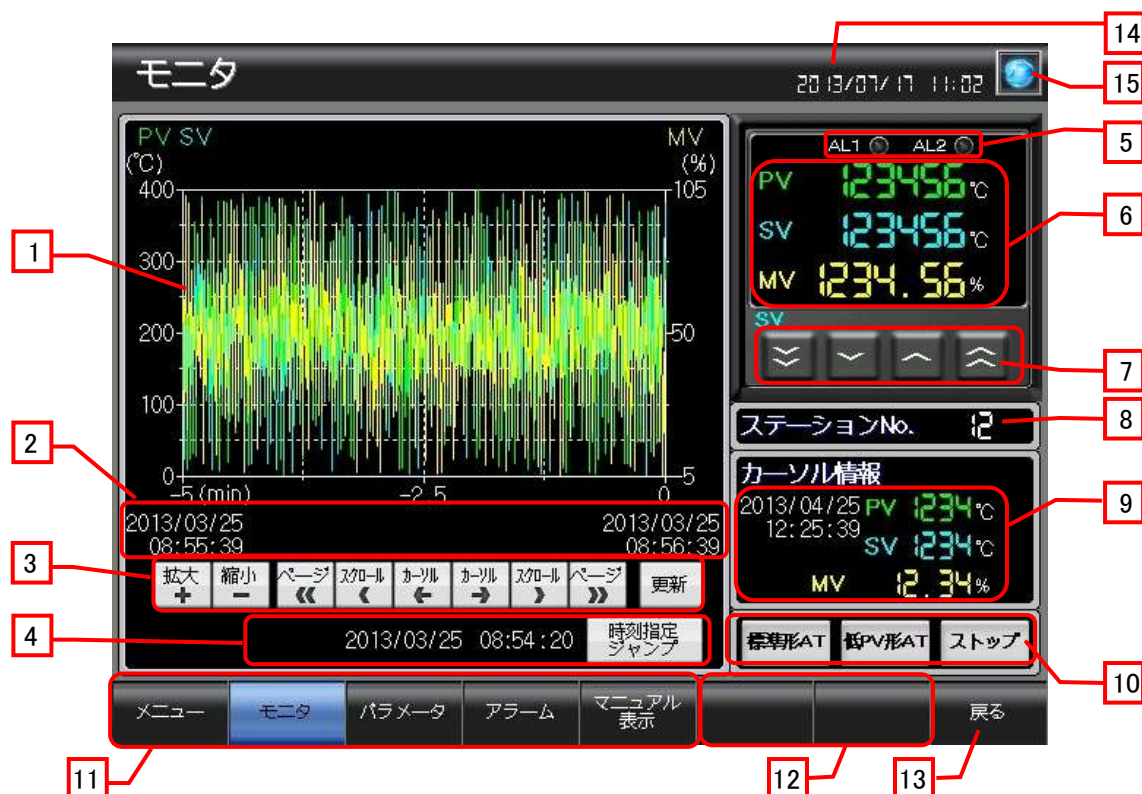 14
モニタ
2013/07/17 11:02
15
PV SV
MV
(℃)
(%)
400
105
300
200
50
100
0
-5
-5(min)
-2.5
0
1
AL1 AL2
5
PV 123456℃
SV 123456℃
MV 1234.56%
6
SV
7
ステーションNo. 12
8
2
2013/03/25
08:55:39
2013/03/25
08:56:39
カーソル情報
2013/04/25
12:25:39
PV 1234℃
SV 1234℃
MV 12.34%
9
3
拡大
+
縮小
−
ページ
《
スクロール
〈
カーソル
←
カーソル
→
スクロール
〉
ページ
》
更新
4
2013/03/25 08:54:20
時刻指定
ジャンプ
標準形AT 低PV形AT ストップ
10
メニュー モニタ パラメータ アラーム
マニュアル
表示
戻る
11
12
13